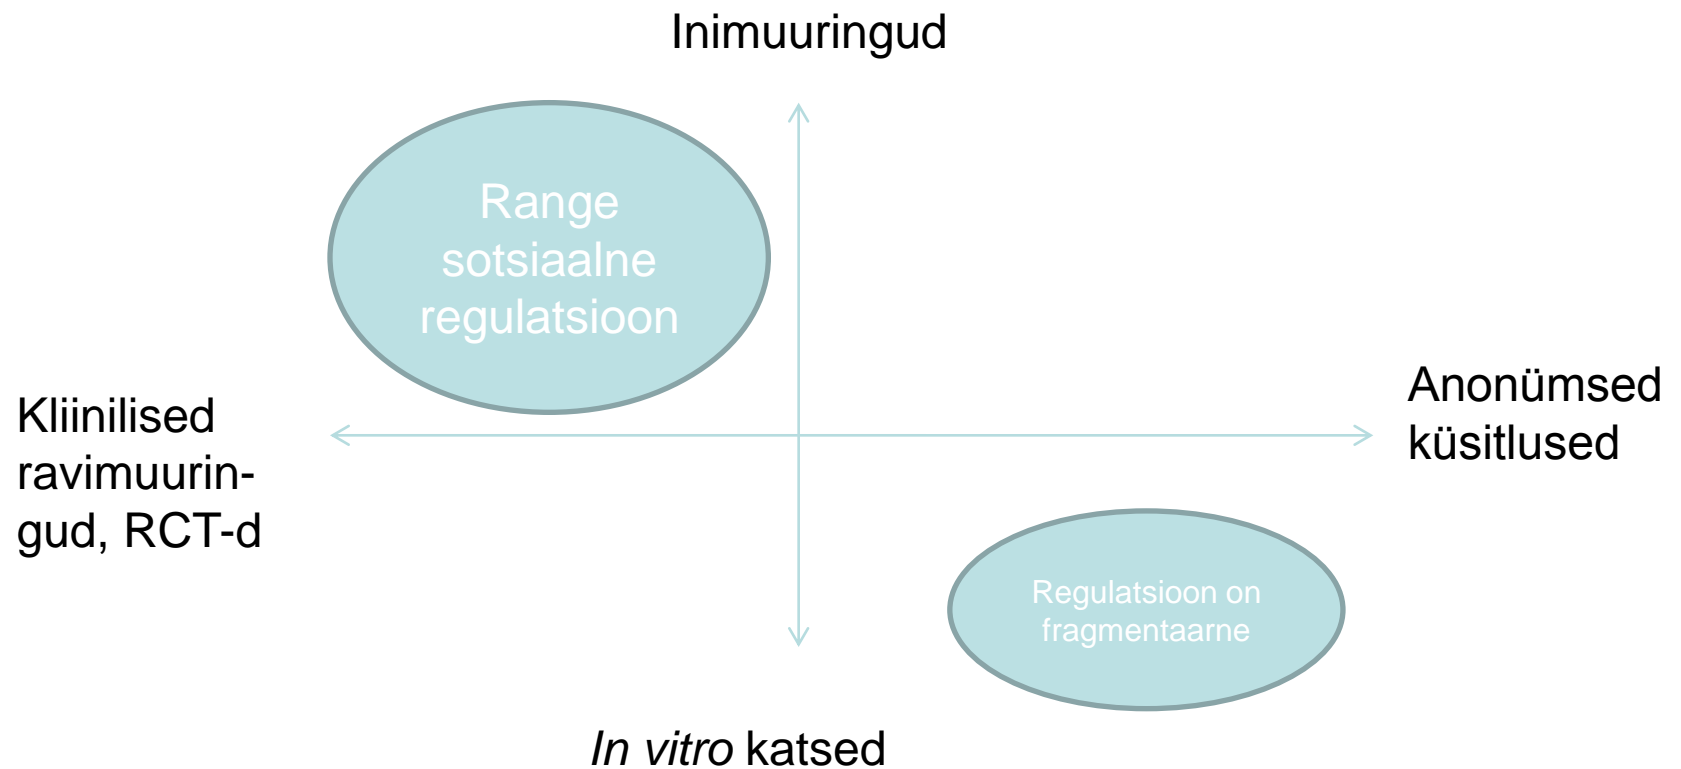 Inimuuringud
Range
sotsiaalne
regulatsioon
Kliinilised
ravimuurin-
gud, RCT-d
Anonümsed
küsitlused
Regulatsioon on
fragmentaarne
In vitro katsed